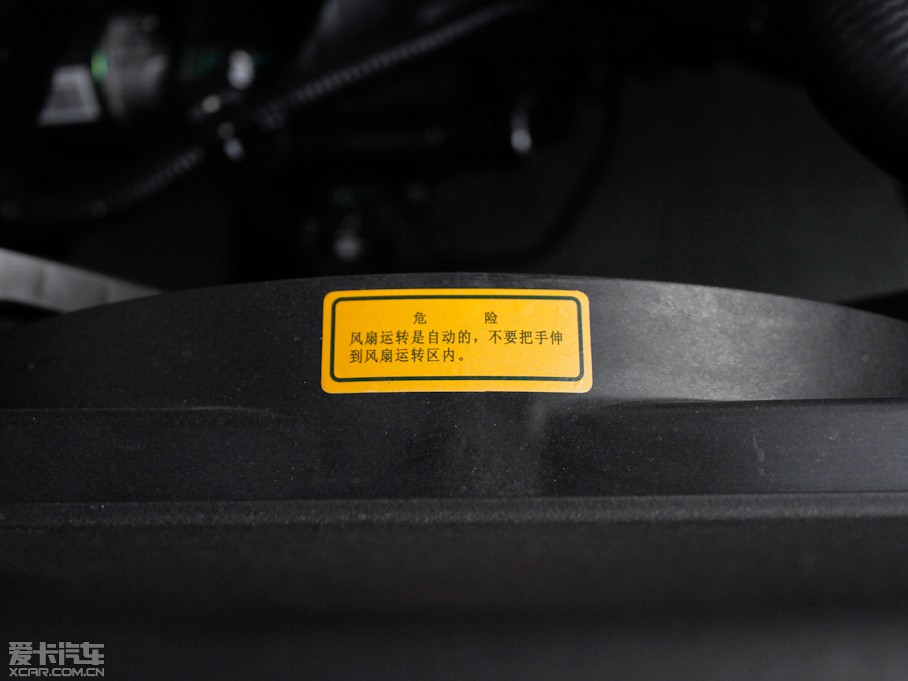 危 险
风扇运转是自动的，不要把手伸
到风扇运转区内。
爱卡汽车
XCAR.COM.CN